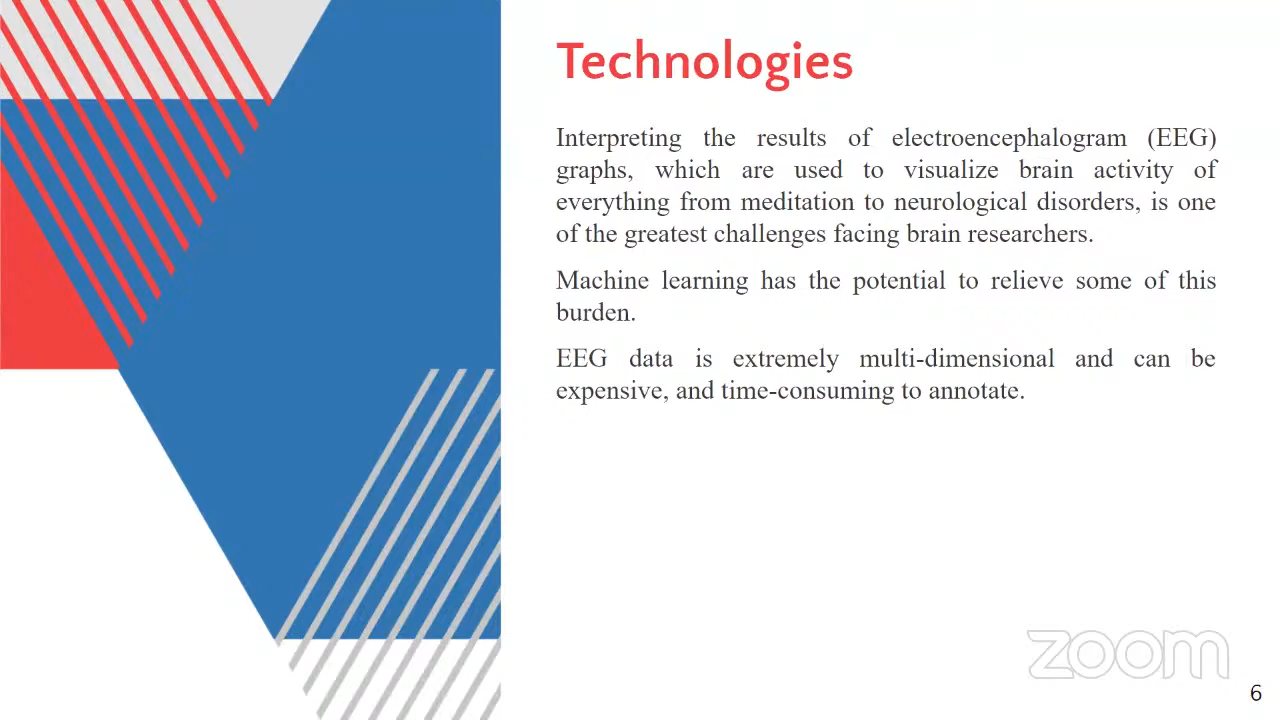 Technologies
Interpreting the results of electroencephalogram (EEG)
graphs, which are used to visualize brain activity of
everything from meditation to neurological disorders, is one
of the greatest challenges facing brain researchers.
Machine learning has the potential to relieve some of this
burden.
EEG data is extremely multi-dimensional and can be
expensive, and time-consuming to annotate.
zoom
6